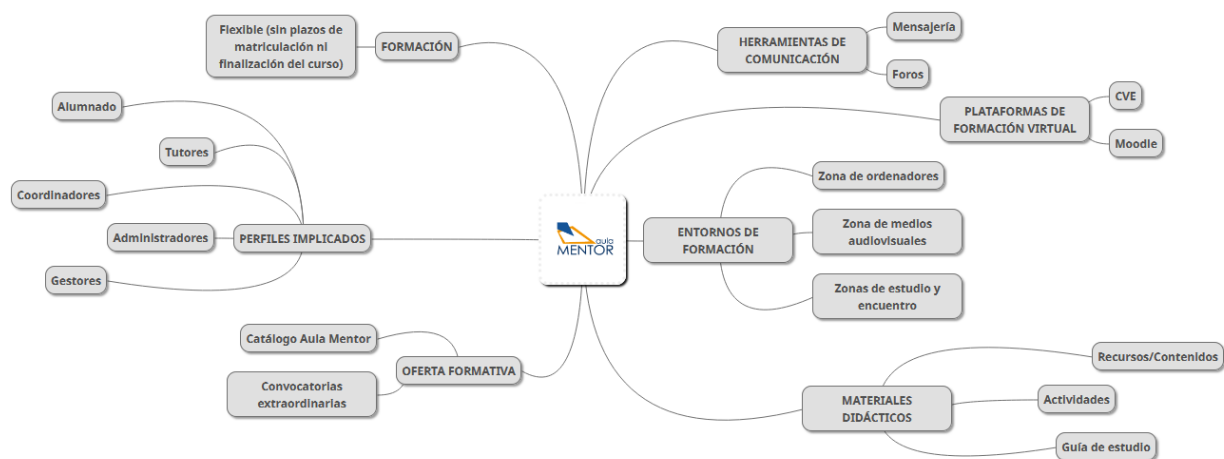 Flexible (sin plazos de
matriculación ni
finalización del curso)
FORMACIÓN
Alumnado
Tutores
Coordinadores
Administradores
PERFILES IMPLICADOS
Gestores
Catálogo Aula Mentor
OFERTA FORMATIVA
Convocatorias
extraordinarias
aula
MENTOR
HERRAMIENTAS DE
COMUNICACIÓN
Mensajería
Foros
PLATAFORMAS DE
FORMACIÓN VIRTUAL
CVE
Moodle
ENTORNOS DE
FORMACIÓN
Zona de ordenadores
Zona de medios
audiovisuales
Zonas de estudio y
encuentro
MATERIALES
DIDÁCTICOS
Recursos/Contenidos
Actividades
Guía de estudio